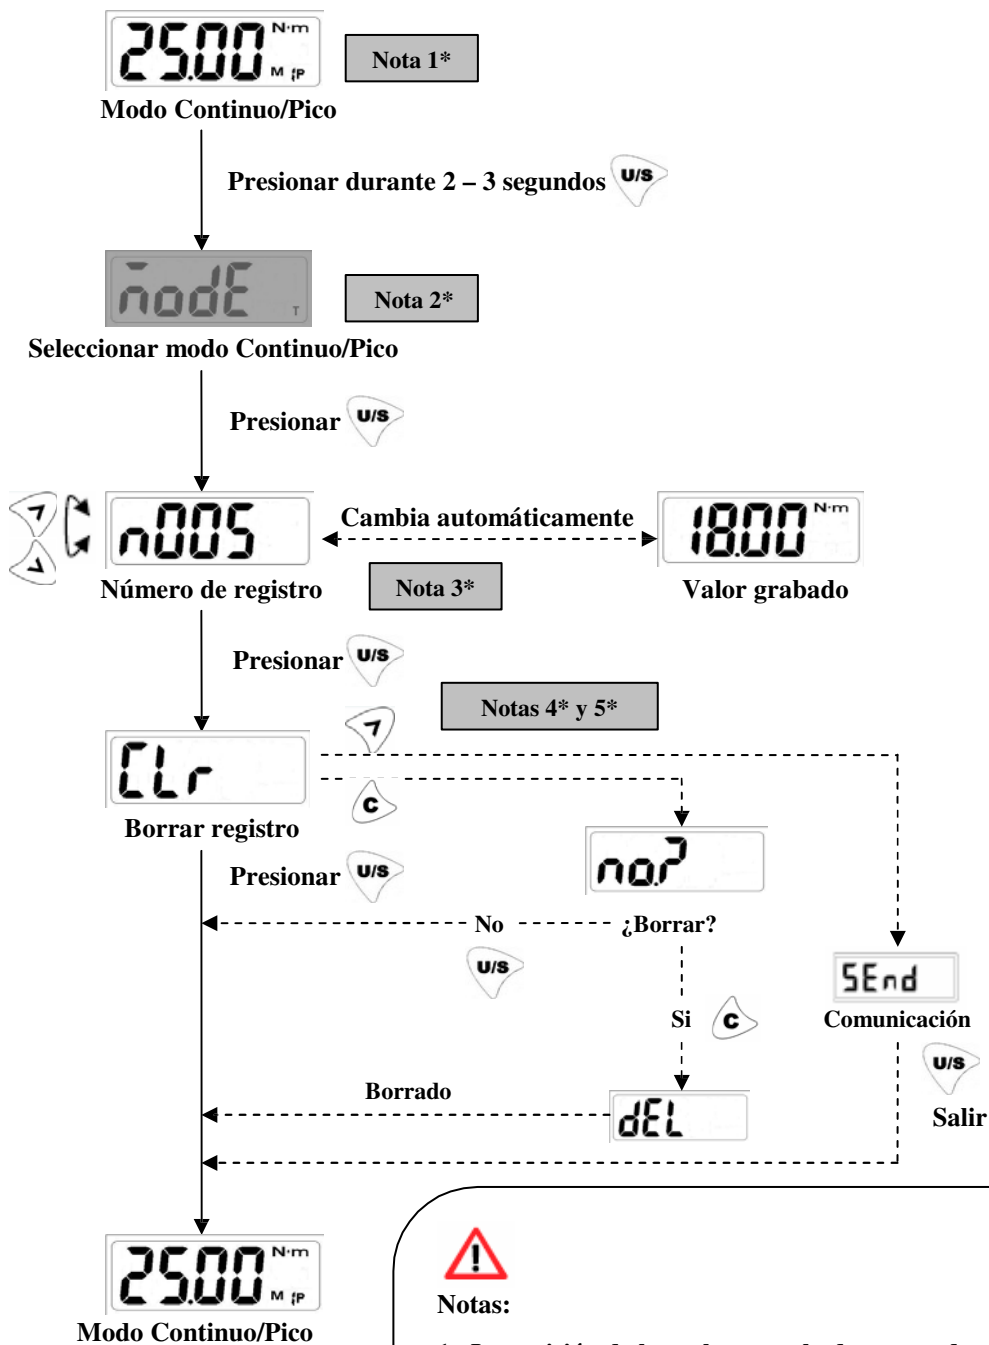 25.00 N·m
M /P
Nota 1*
Modo Continuo/Pico
Presionar durante 2 – 3 segundos U/S
modE T
Nota 2*
Seleccionar modo Continuo/Pico
Presionar U/S
n005
Cambia automáticamente
18.00 N·m
Número de registro
Nota 3*
Valor grabado
Presionar U/S
Notas 4* y 5*
CLr
C
Borrar registro
no.?
Presionar U/S
No
¿Borrar?
U/S
SEnd
Si C
Comunicación
U/S
Borrado
dEL
Salir
25.00 N·m
M /P
Notas:
Modo Continuo/Pico